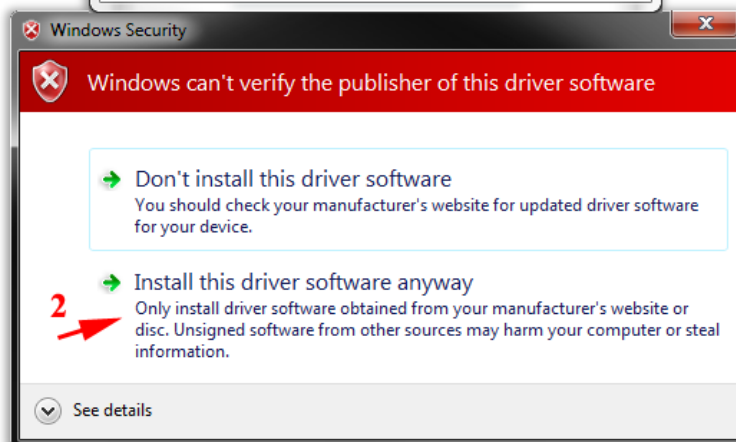 Windows Security
Windows can't verify the publisher of this driver software
Don't install this driver software
You should check your manufacturer's website for updated driver software
for your device.
Install this driver software anyway
2
Only install driver software obtained from your manufacturer's website or
disc. Unsigned software from other sources may harm your computer or steal
information.
See details